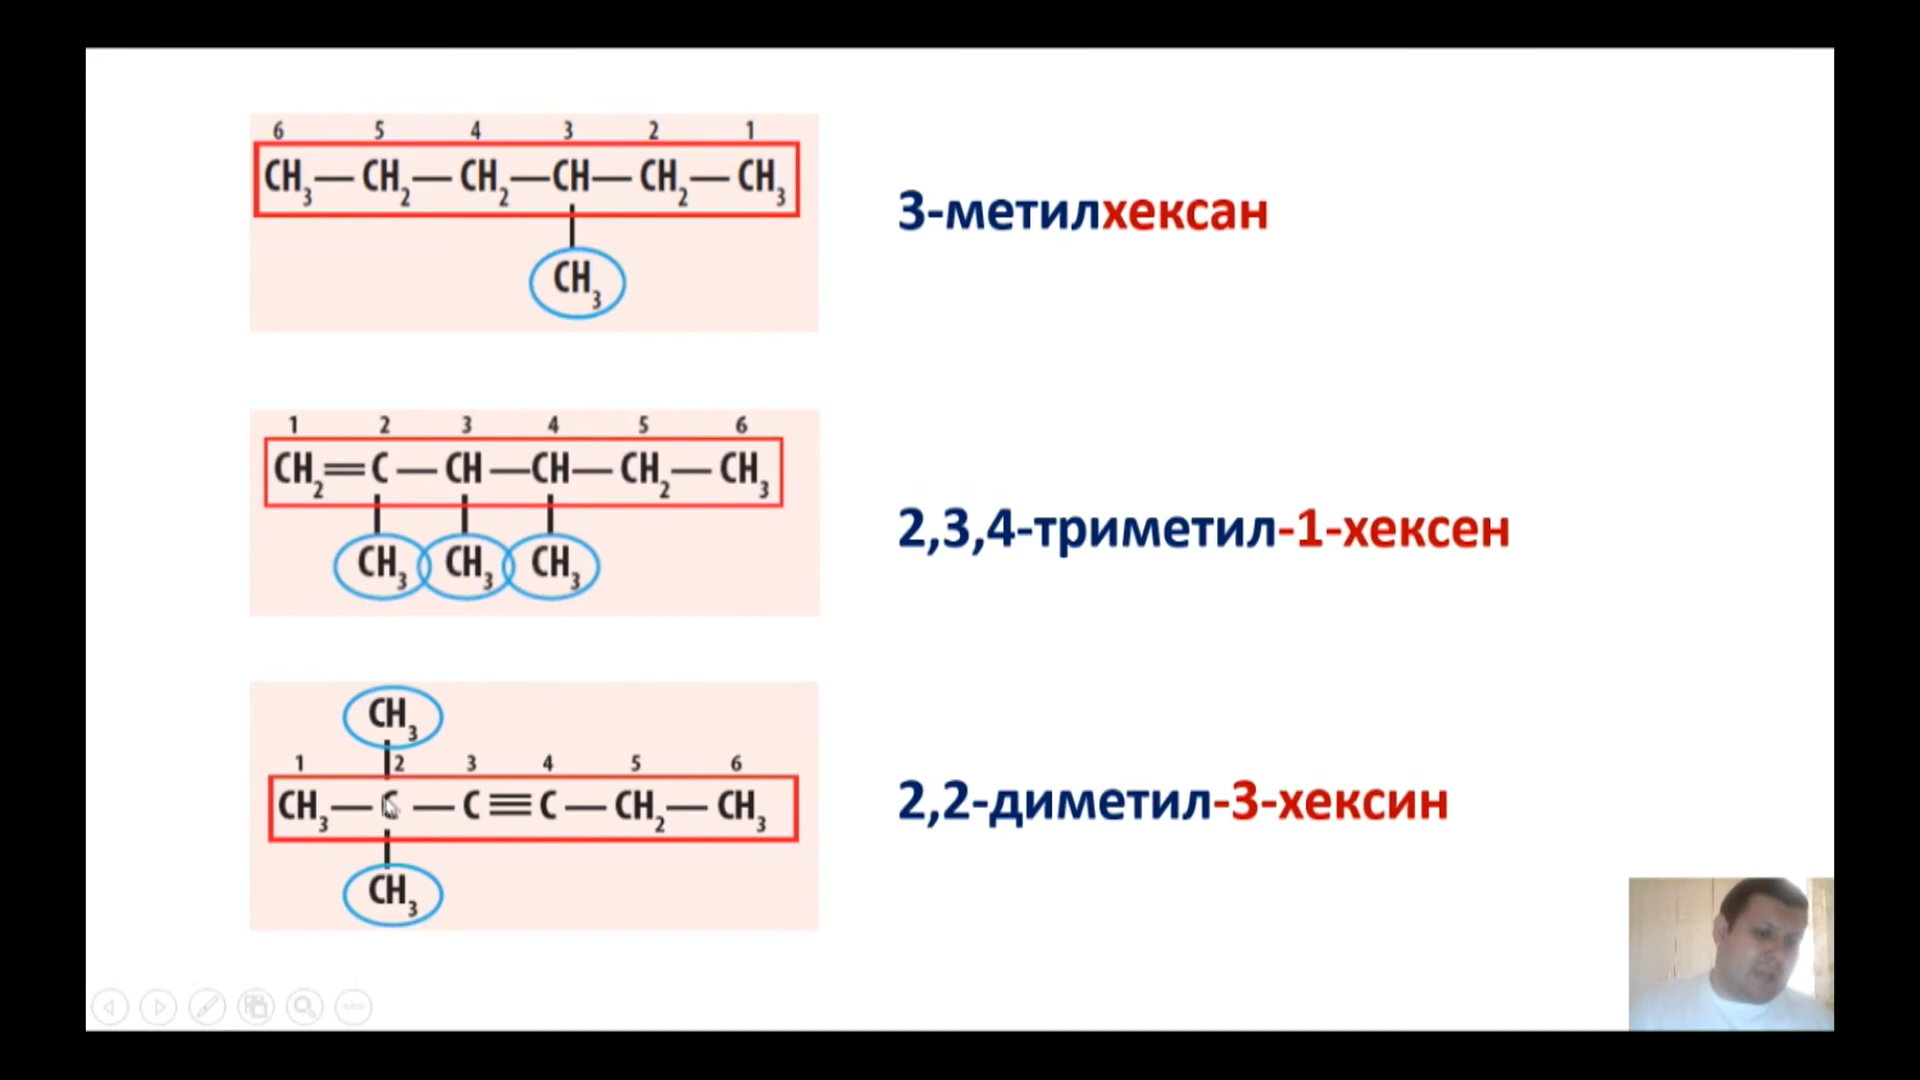 6 5 4 3 2 1
CH₃—CH₂—CH₂—CH—CH₂—CH₃
CH₃
3-метилхексан
1 2 3 4 5 6
CH₂=C—CH—CH—CH₂—CH₃
CH₃ CH₃ CH₃
2,3,4-триметил-1-хексен
CH₃
1 2 3 4 5 6
CH₃—C—C≡C—CH₂—CH₃
CH₃
2,2-диметил-3-хексин